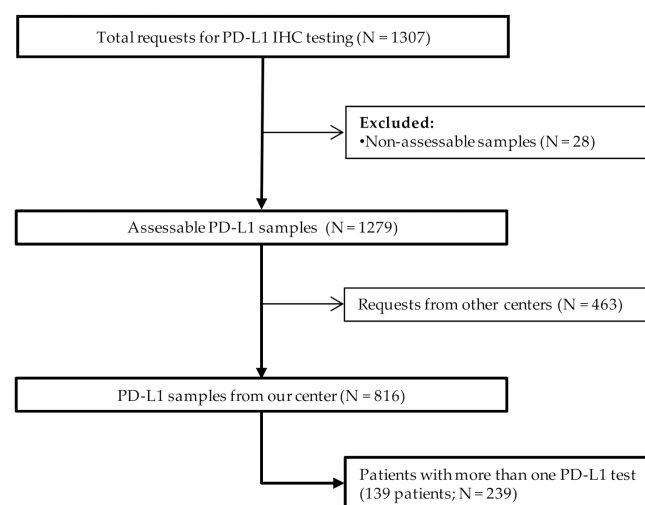 Total requests for PD-L1 IHC testing (N = 1307)
Excluded:
•Non-assessable samples (N = 28)
Assessable PD-L1 samples (N = 1279)
Requests from other centers (N = 463)
PD-L1 samples from our center (N = 816)
Patients with more than one PD-L1 test
(139 patients; N = 239)